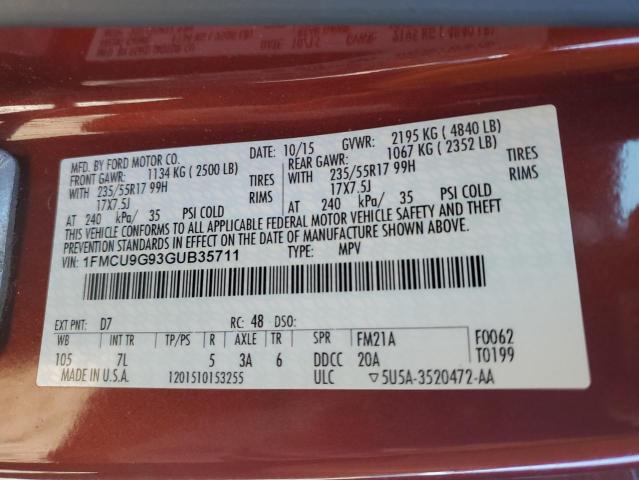 MFD. BY FORD MOTOR CO. DATE: 10/15 GVWR: 2195 KG ( 4840 LB)
FRONT GAWR: 1134 KG ( 2500 LB) REAR GAWR: 1067 KG ( 2352 LB)
WITH 235/55R17 99H TIRES WITH 235/55R17 99H TIRES
17X7.5J RIMS 17X7.5J RIMS
AT 240 kPa/ 35 PSI COLD AT 240 kPa/ 35 PSI COLD
THIS VEHICLE CONFORMS TO ALL APPLICABLE FEDERAL MOTOR VEHICLE SAFETY AND THEFT
PREVENTION STANDARDS IN EFFECT ON THE DATE OF MANUFACTURE SHOWN ABOVE.
VIN: 1FMCU9G93GUB35711 TYPE: MPV
EXT PNT: D7 RC: 48 DSO:
WB INT TR TP/PS R AXLE TR SPR FM21A F0062
105 7L 5 3A 6 DDCC 20A T0199
MADE IN U.S.A. 1201510153255 ULC ▽5U5A-3520472-AA